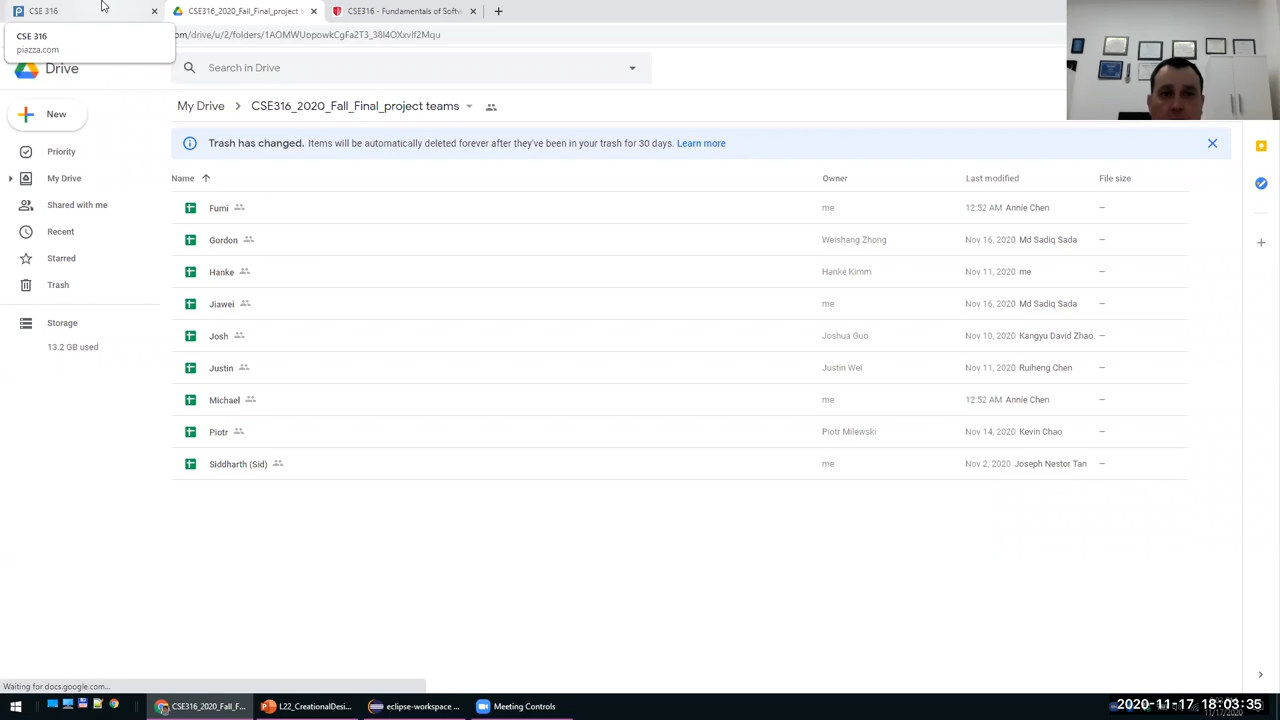 CSE 316
CSE316_2020_Fall_Final_project t
CSE316 - Fundamentals of Softw
CSE 316
piazza.com
om/drive/u/2/folders/1AOMWUopowkCgFa2T3_38I4OXxvIf2Mqu
Drive
Search in Drive
New
My Drive
CSE316_2020_Fall_Final_project teams
Trash has changed. Items will be automatically deleted forever after they've been in your trash for 30 days. Learn more
Priority
My Drive
Shared with me
Recent
Starred
Trash
Storage
13.2 GB used
Name Owner Last modified File size
Fumi me 12:52 AM Annie Chen —
Gordon Weishang Zhong Nov 16, 2020 Md Sadiq Sada —
Hanke Hanke Kimm Nov 11, 2020 me —
Jiawei me Nov 16, 2020 Md Sadiq Sada —
Josh Joshua Guo Nov 10, 2020 Kangyu David Zhao —
Justin Justin Wei Nov 11, 2020 Ruiheng Chen —
Michael me 12:52 AM Annie Chen —
Piotr Piotr Milewski Nov 14, 2020 Kevin Chao —
Siddharth (Sid) me Nov 2, 2020 Joseph Nestor Tan —
Waiting for docs.google.com...
CSE316_2020_Fall_F...
L22_CreationalDesi...
eclipse-workspace ...
Meeting Controls
2020-11-17 18:03:35
11/17/2020